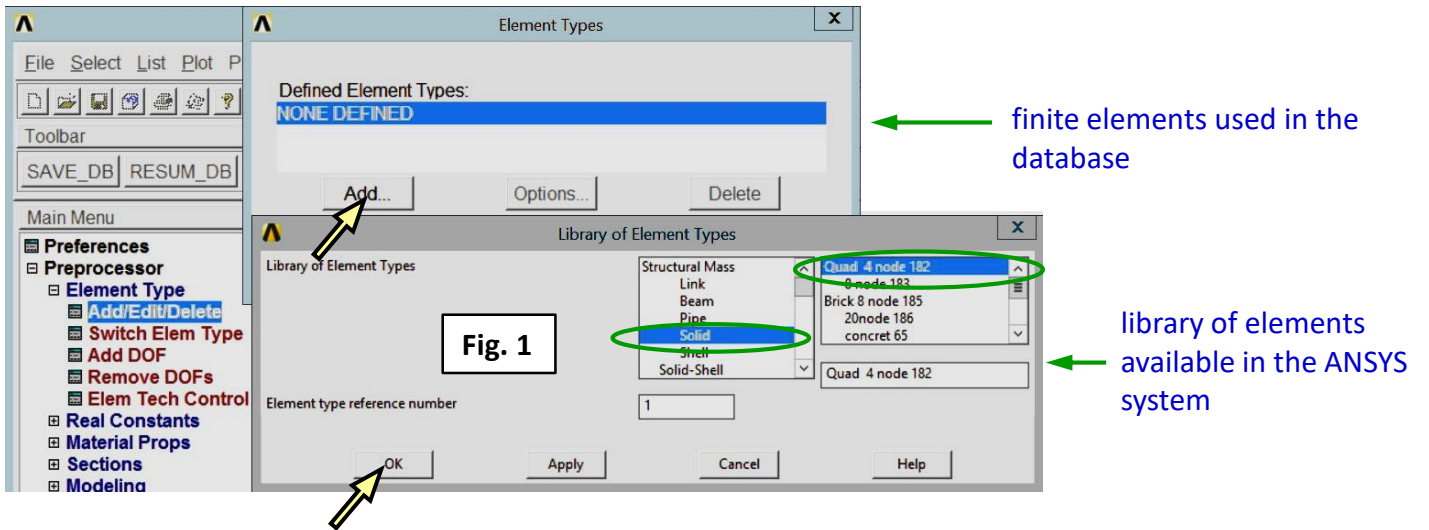 Element Types
X
File Select List Plot P
Toolbar
SAVE_DB RESUM_DB
Main Menu
Preferences
Preprocessor
Element Type
Add/Edit/Delete
Switch Elem Type
Add DOF
Remove DOFs
Elem Tech Control
Real Constants
Material Props
Sections
Modeling
Defined Element Types:
NONE DEFINED
Add...
Options...
Delete
finite elements used in the
database
Library of Element Types
X
Library of Element Types
Structural Mass
Link
Beam
Pipe
Solid
Shell
Solid-Shell
Quad 4 node 182
8 node 183
Brick 8 node 185
20node 186
concret 65
Quad 4 node 182
Fig. 1
Element type reference number
1
OK
Apply
Cancel
Help
library of elements
available in the ANSYS
system